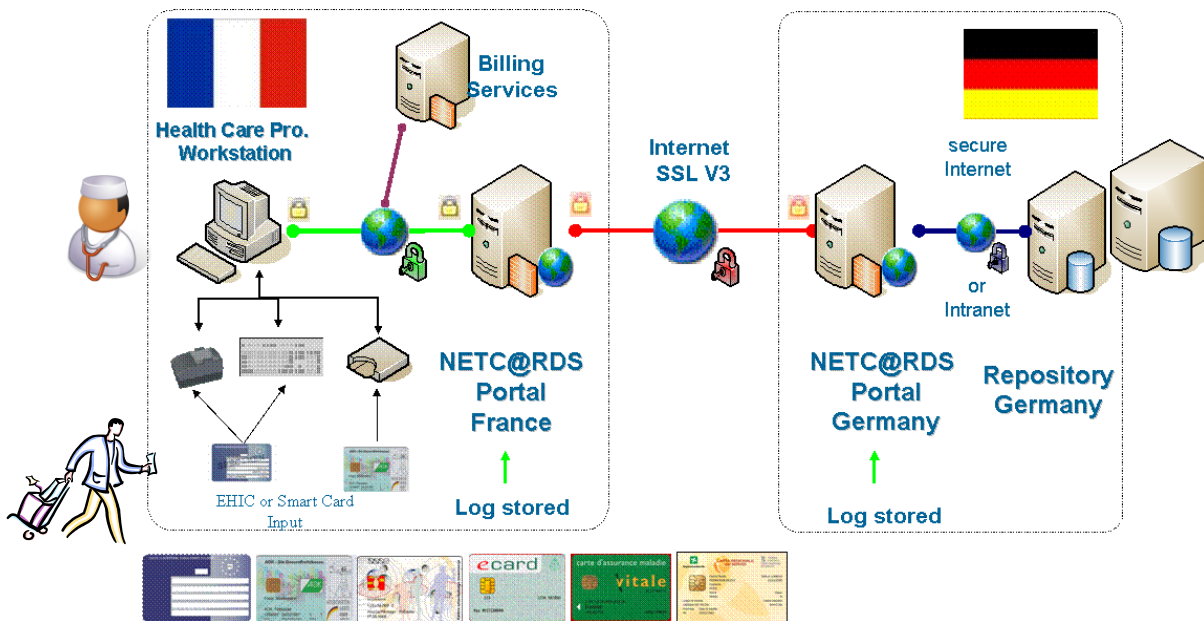 Billing
Services
Health Care Pro.
Workstation
Internet
SSL V3
secure
Internet
or
Intranet
NETC@RDS
Portal
France
NETC@RDS
Portal
Germany
Repository
Germany
EHIC or Smart Card
Input
Log stored
Log stored
ecard
carte d'assurance maladie
vitale